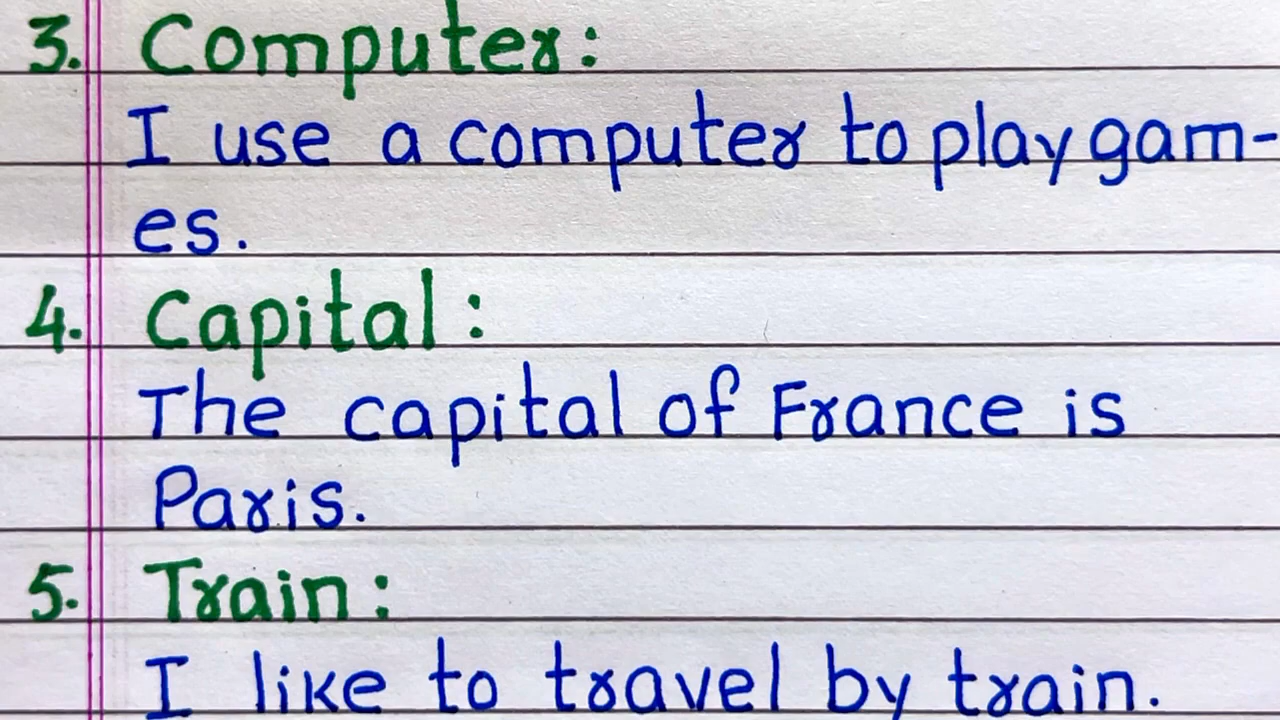 3. Computer:
I use a computer to play gam-
es.
4. Capital:
The capital of France is
Paris.
5. Train:
I like to travel by train.